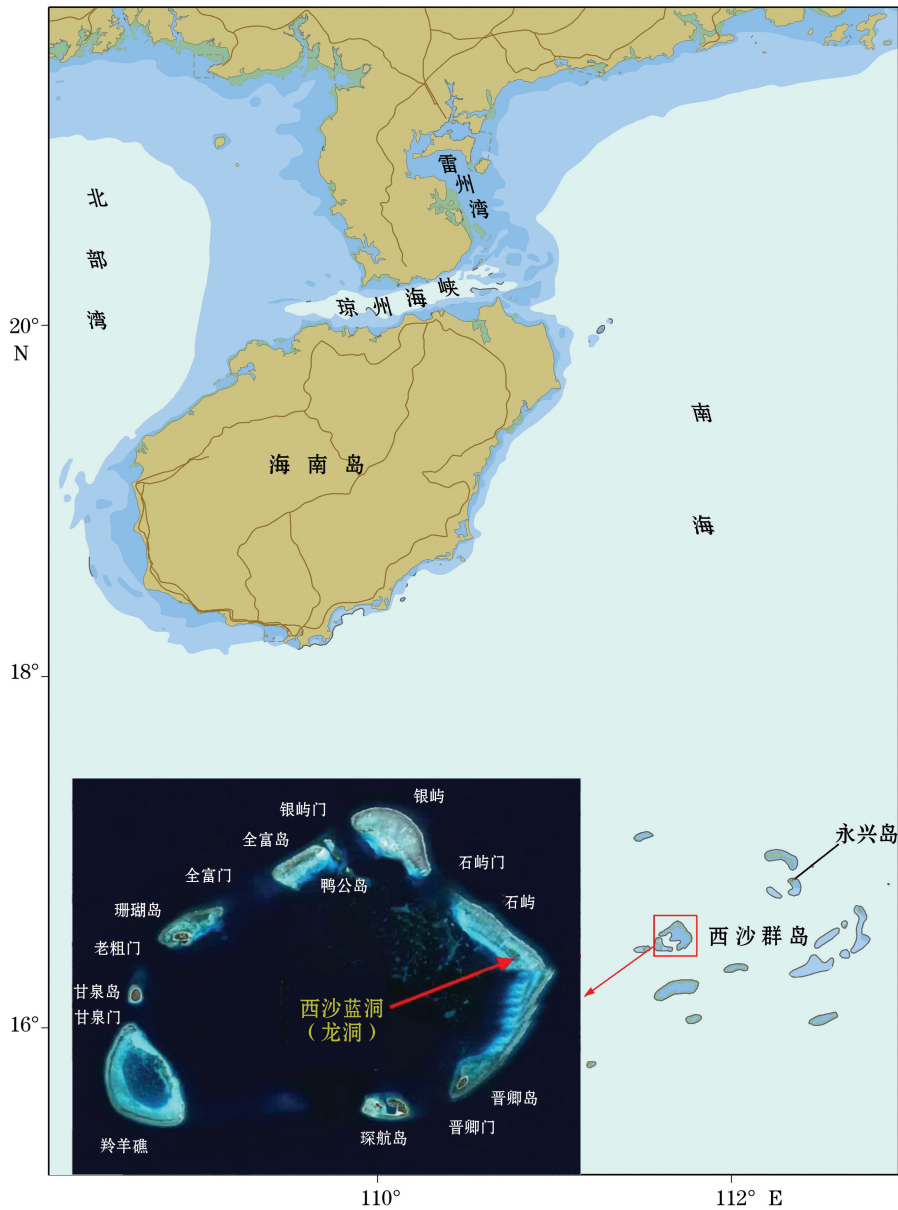 雷州湾
北部湾
琼州海峡
20°
N
南海
海南岛
18°
永兴岛
西沙群岛
16°
银屿门
银屿
全富岛
石屿门
全富门
鸭公岛
石屿
珊瑚岛
老粗门
甘泉岛
西沙蓝洞
（龙洞）
甘泉门
晋卿岛
晋卿门
琛航岛
羚羊礁
110°
112° E